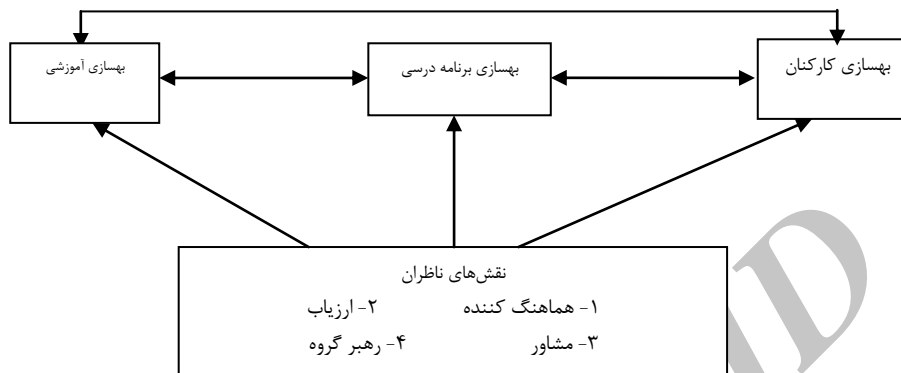 بهسازی کارکنان
بهسازی برنامه درسی
بهسازی آموزشی
نقش‌های ناظران
۱- هماهنگ کننده ۲- ارزیاب
۳- مشاور ۴- رهبر گروه